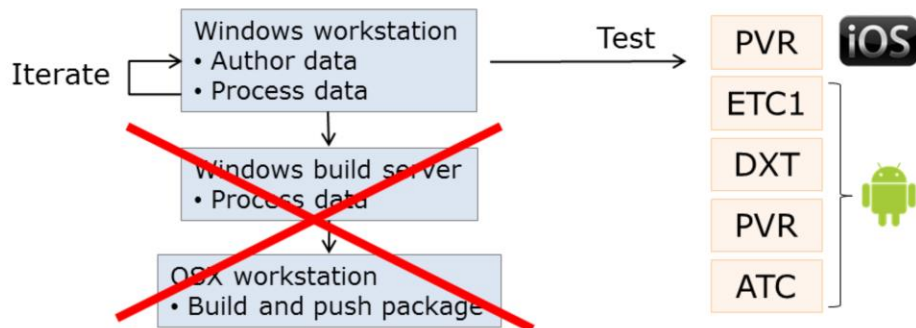 Windows workstation
• Author data
• Process data
Iterate
Test
Windows build server
• Process data
OSX workstation
• Build and push package
PVR
iOS
ETC1
DXT
PVR
ATC